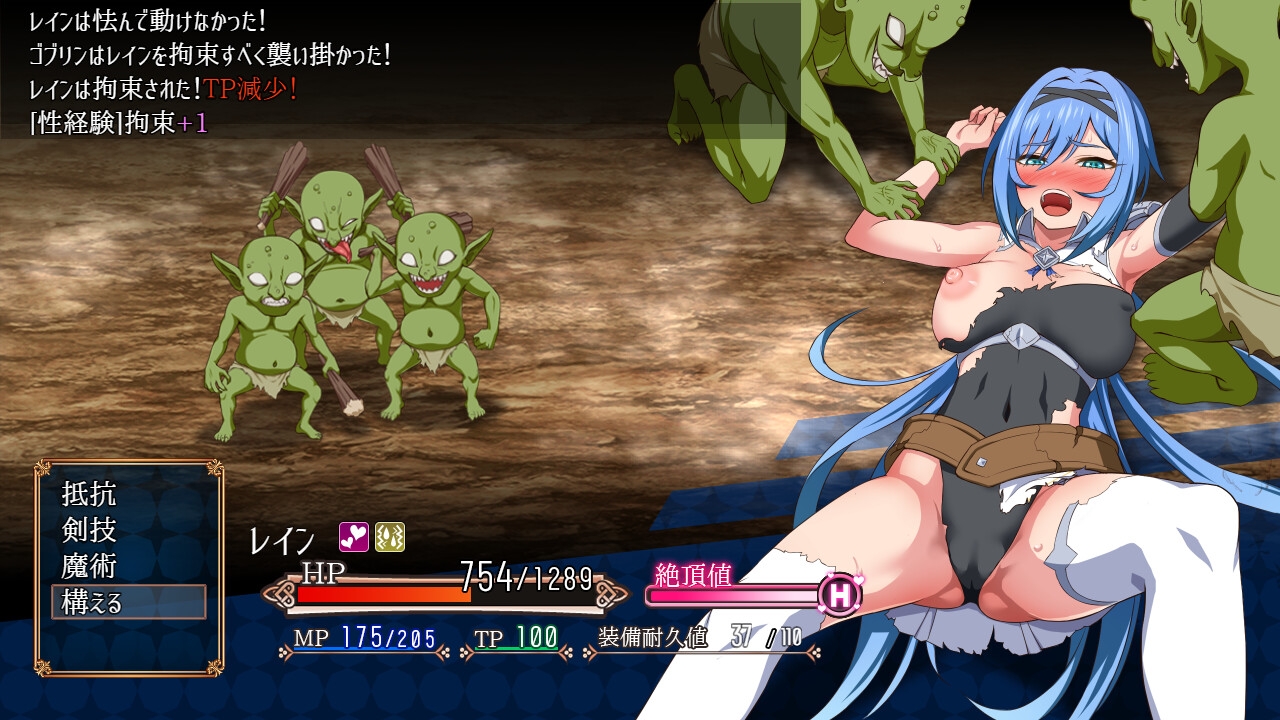 レインは怯んで動けなかった!
ゴブリンはレインを拘束すべく襲い掛かった!
レインは拘束された!TP減少!
[性経験]拘束+1
抵抗
剣技
魔術
構える
レイン
HP 754/1289
絶頂値
H
MP 175/205 TP 100 装備耐久値 37 / 110